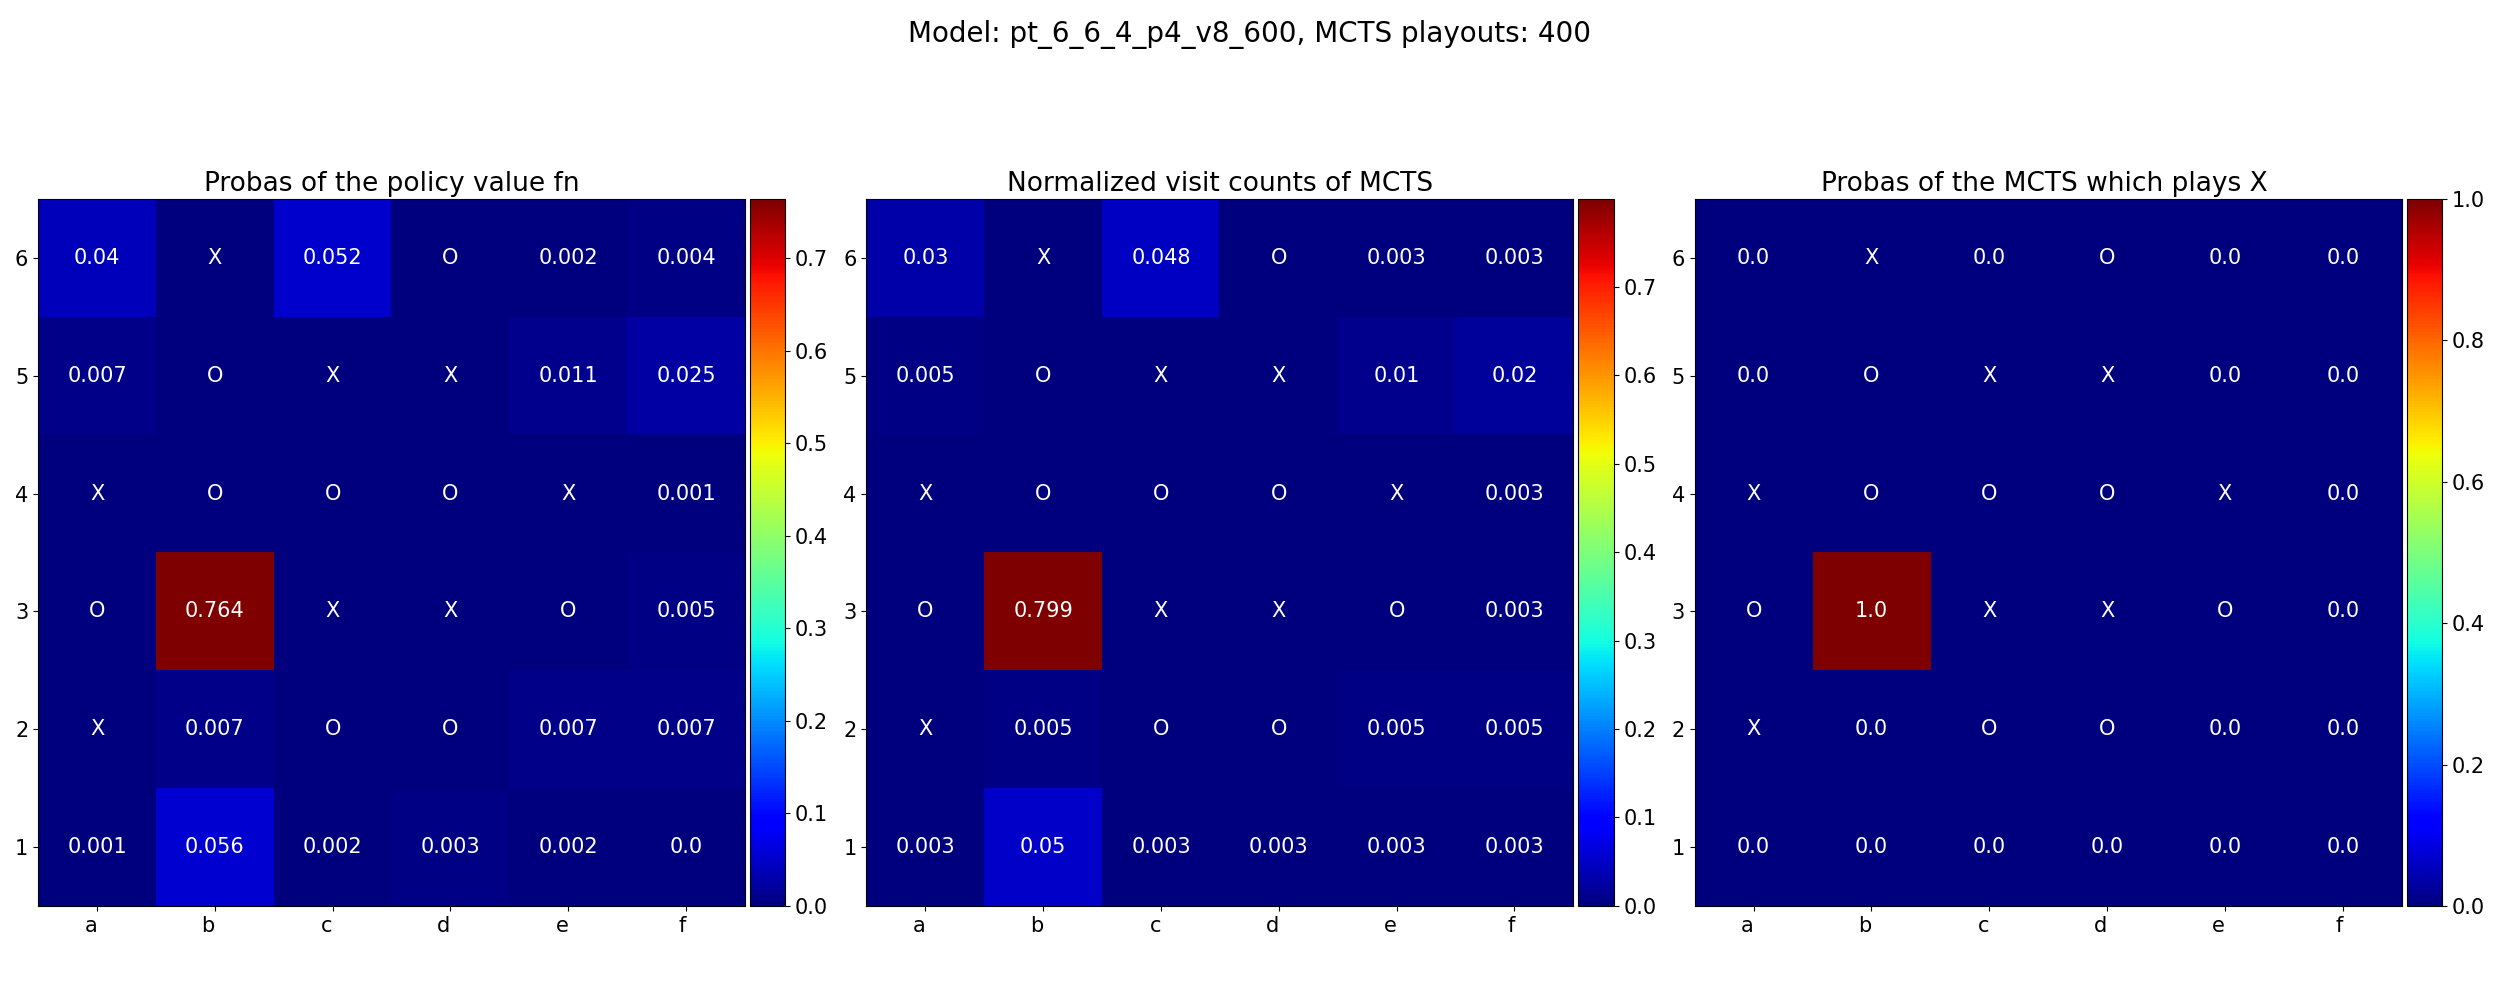 Model: pt_6_6_4_p4_v8_600, MCTS playouts: 400
Probas of the policy value fn
6 0.04 X 0.052 O 0.002 0.004
5 0.007 O X X 0.011 0.025
4 X O O O X 0.001
3 O 0.764 X X O 0.005
2 X 0.007 O O 0.007 0.007
1 0.001 0.056 0.002 0.003 0.002 0.0
a b c d e f
0.7
0.6
0.5
0.4
0.3
0.2
0.1
0.0
Normalized visit counts of MCTS
6 0.03 X 0.048 O 0.003 0.003
5 0.005 O X X 0.01 0.02
4 X O O O X 0.003
3 O 0.799 X X O 0.003
2 X 0.005 O O 0.005 0.005
1 0.003 0.05 0.003 0.003 0.003 0.003
a b c d e f
0.7
0.6
0.5
0.4
0.3
0.2
0.1
0.0
Probas of the MCTS which plays X
6 0.0 X 0.0 O 0.0 0.0
5 0.0 O X X 0.0 0.0
4 X O O O X 0.0
3 O 1.0 X X O 0.0
2 X 0.0 O O 0.0 0.0
1 0.0 0.0 0.0 0.0 0.0 0.0
a b c d e f
1.0
0.8
0.6
0.4
0.2
0.0